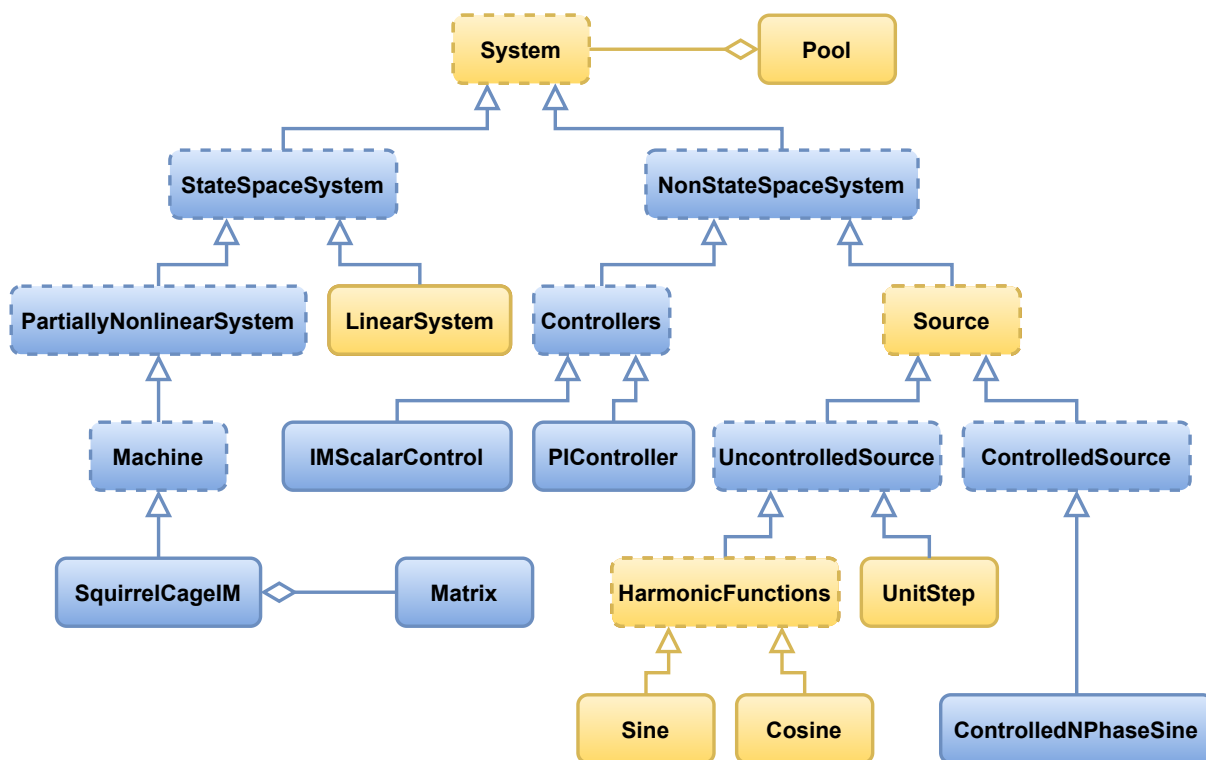 System
Pool
StateSpaceSystem
NonStateSpaceSystem
PartiallyNonlinearSystem
LinearSystem
Controllers
Source
Machine
IMScalarControl
PIController
UncontrolledSource
ControlledSource
SquirrelCageIM
Matrix
HarmonicFunctions
UnitStep
Sine
Cosine
ControlledNPhaseSine